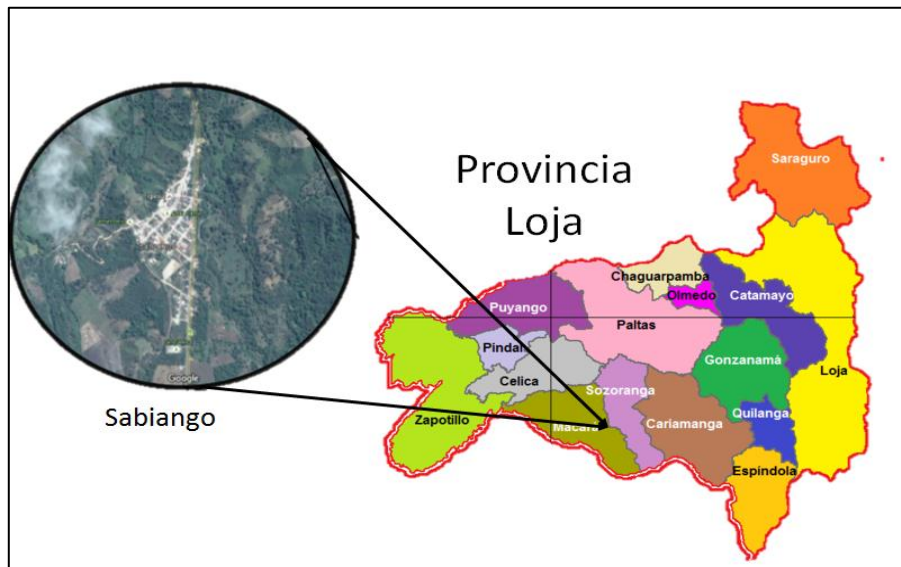 Provincia
Loja
Saraguro
Chaguarpamba
Olmedo
Catamayo
Puyango
Paltas
Pindal
Gonzanamá
Celica
Loja
Sozoranga
Zapotillo
Macará
Cariamanga
Quilanga
Espíndola
Google
Sabiango